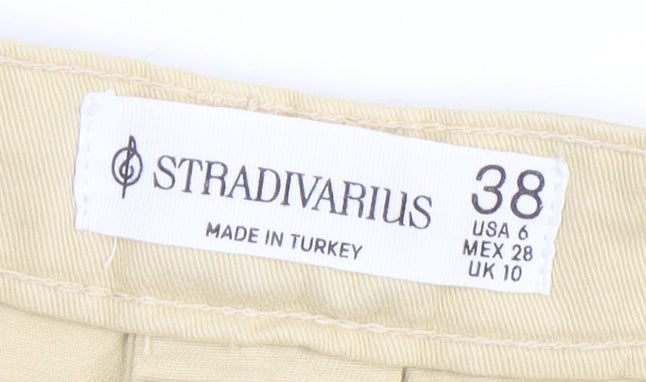 STRADIVARIUS
MADE IN TURKEY
38
USA 6
MEX 28
UK 10